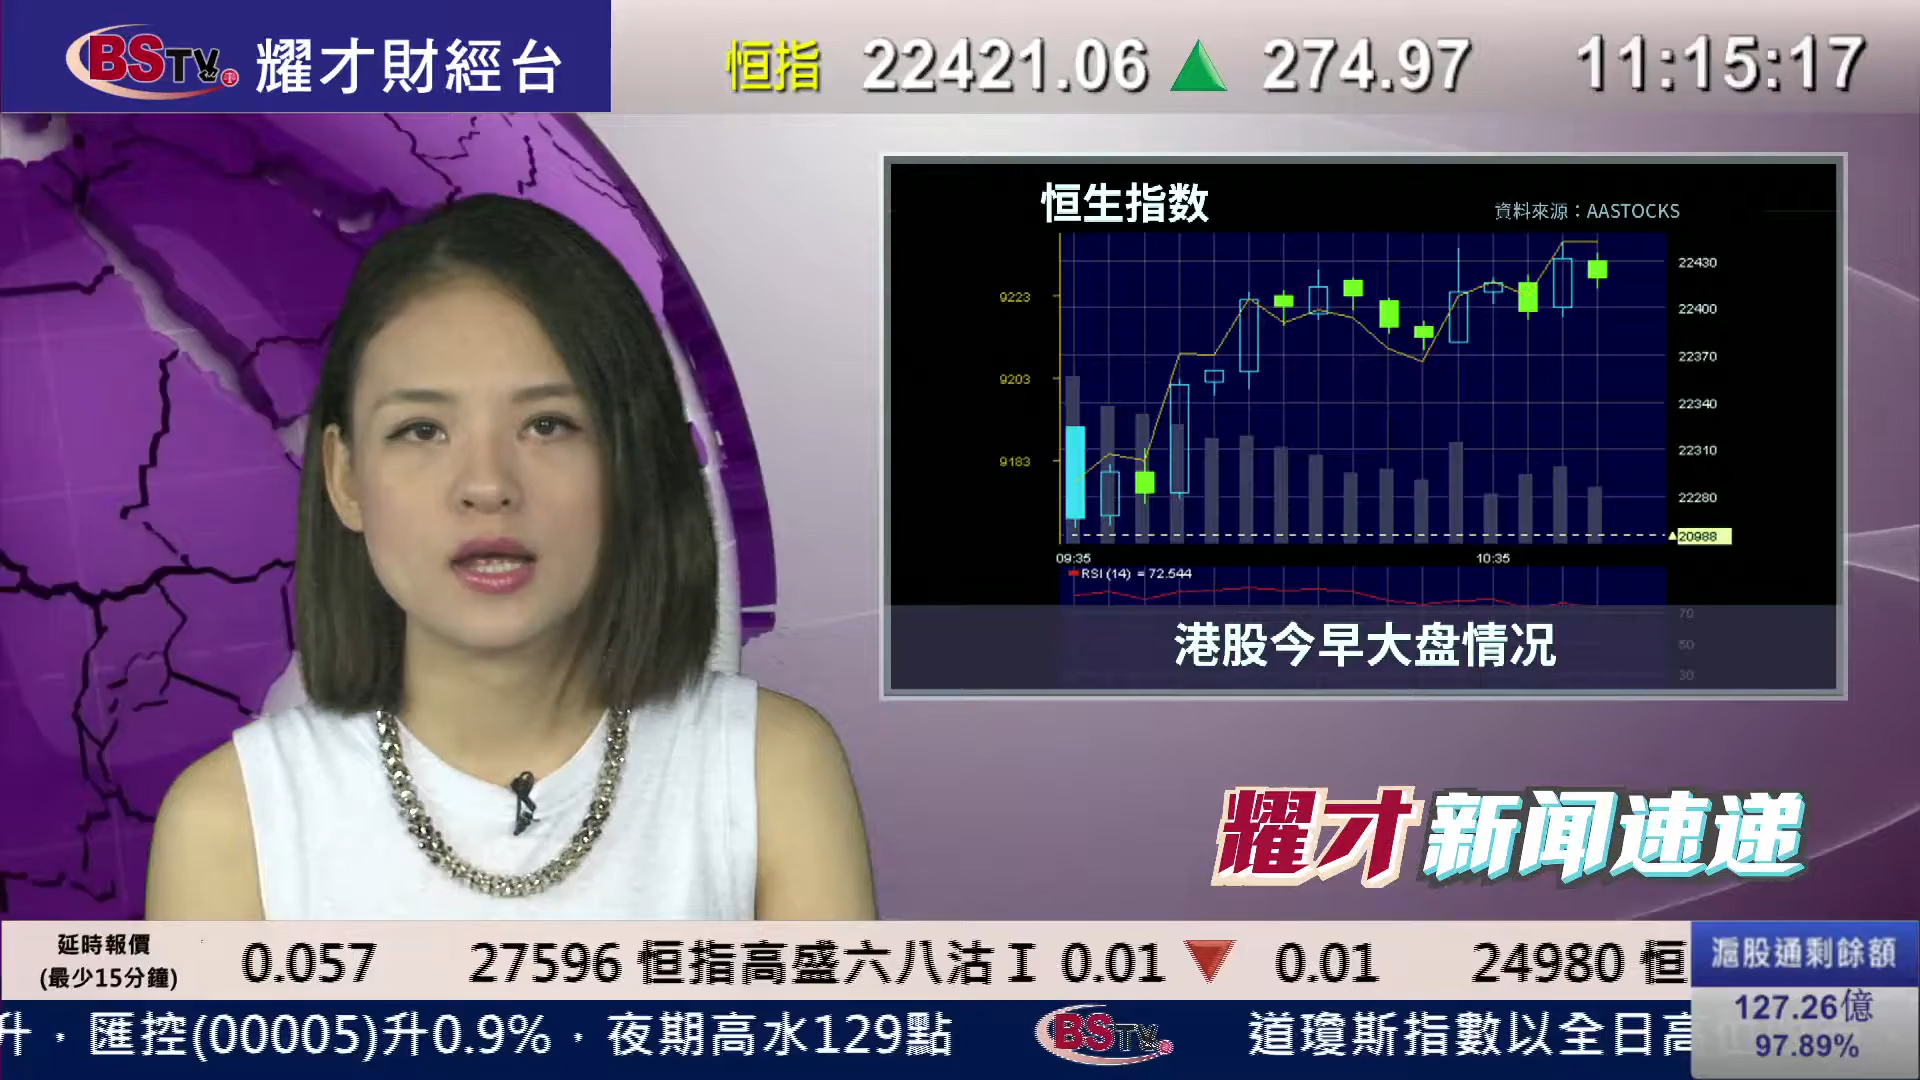 BSTV 耀才財經台
恒指 22421.06 ▲ 274.97 11:15:17
恒生指数
資料來源：AASTOCKS
9223
9203
9183
22430
22400
22370
22340
22310
22280
20988
09:35 10:35
RSI (14) = 72.544
70
50
30
港股今早大盘情况
耀才新闻速递
延時報價
(最少15分鐘)
0.057 27596 恒指高盛六八沽I 0.01 ▼ 0.01 24980 恒
滬股通剩餘額
127.26億
97.89%
升．匯控(00005)升0.9%．夜期高水129點 BSTV 道瓊斯指數以全日高